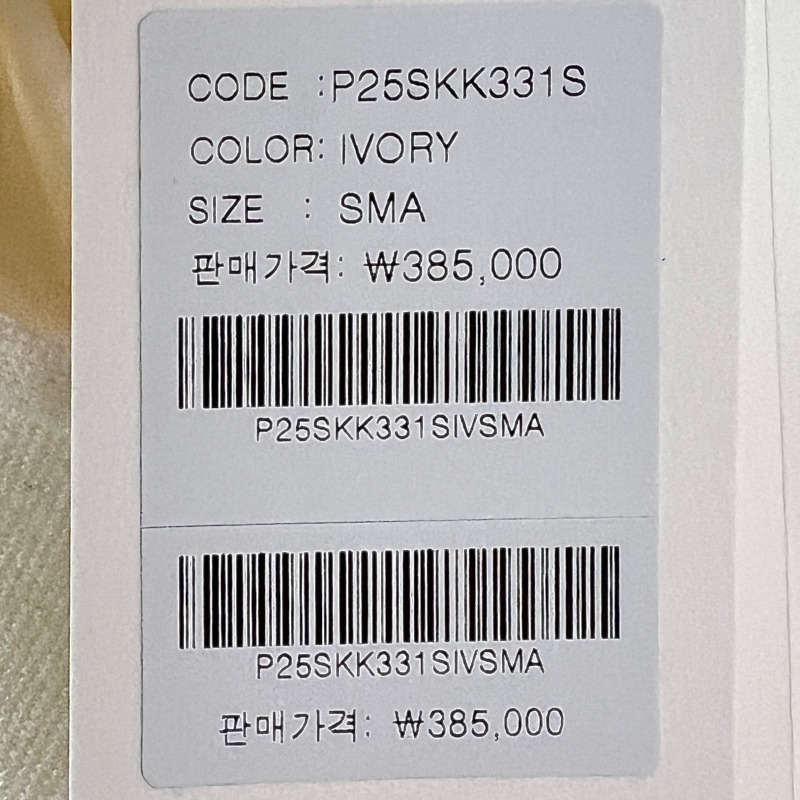 CODE :P25SKK331S
COLOR: IVORY
SIZE : SMA
판매가격: ₩385,000
P25SKK331SIVSMA
P25SKK331SIVSMA
판매가격: ₩385,000